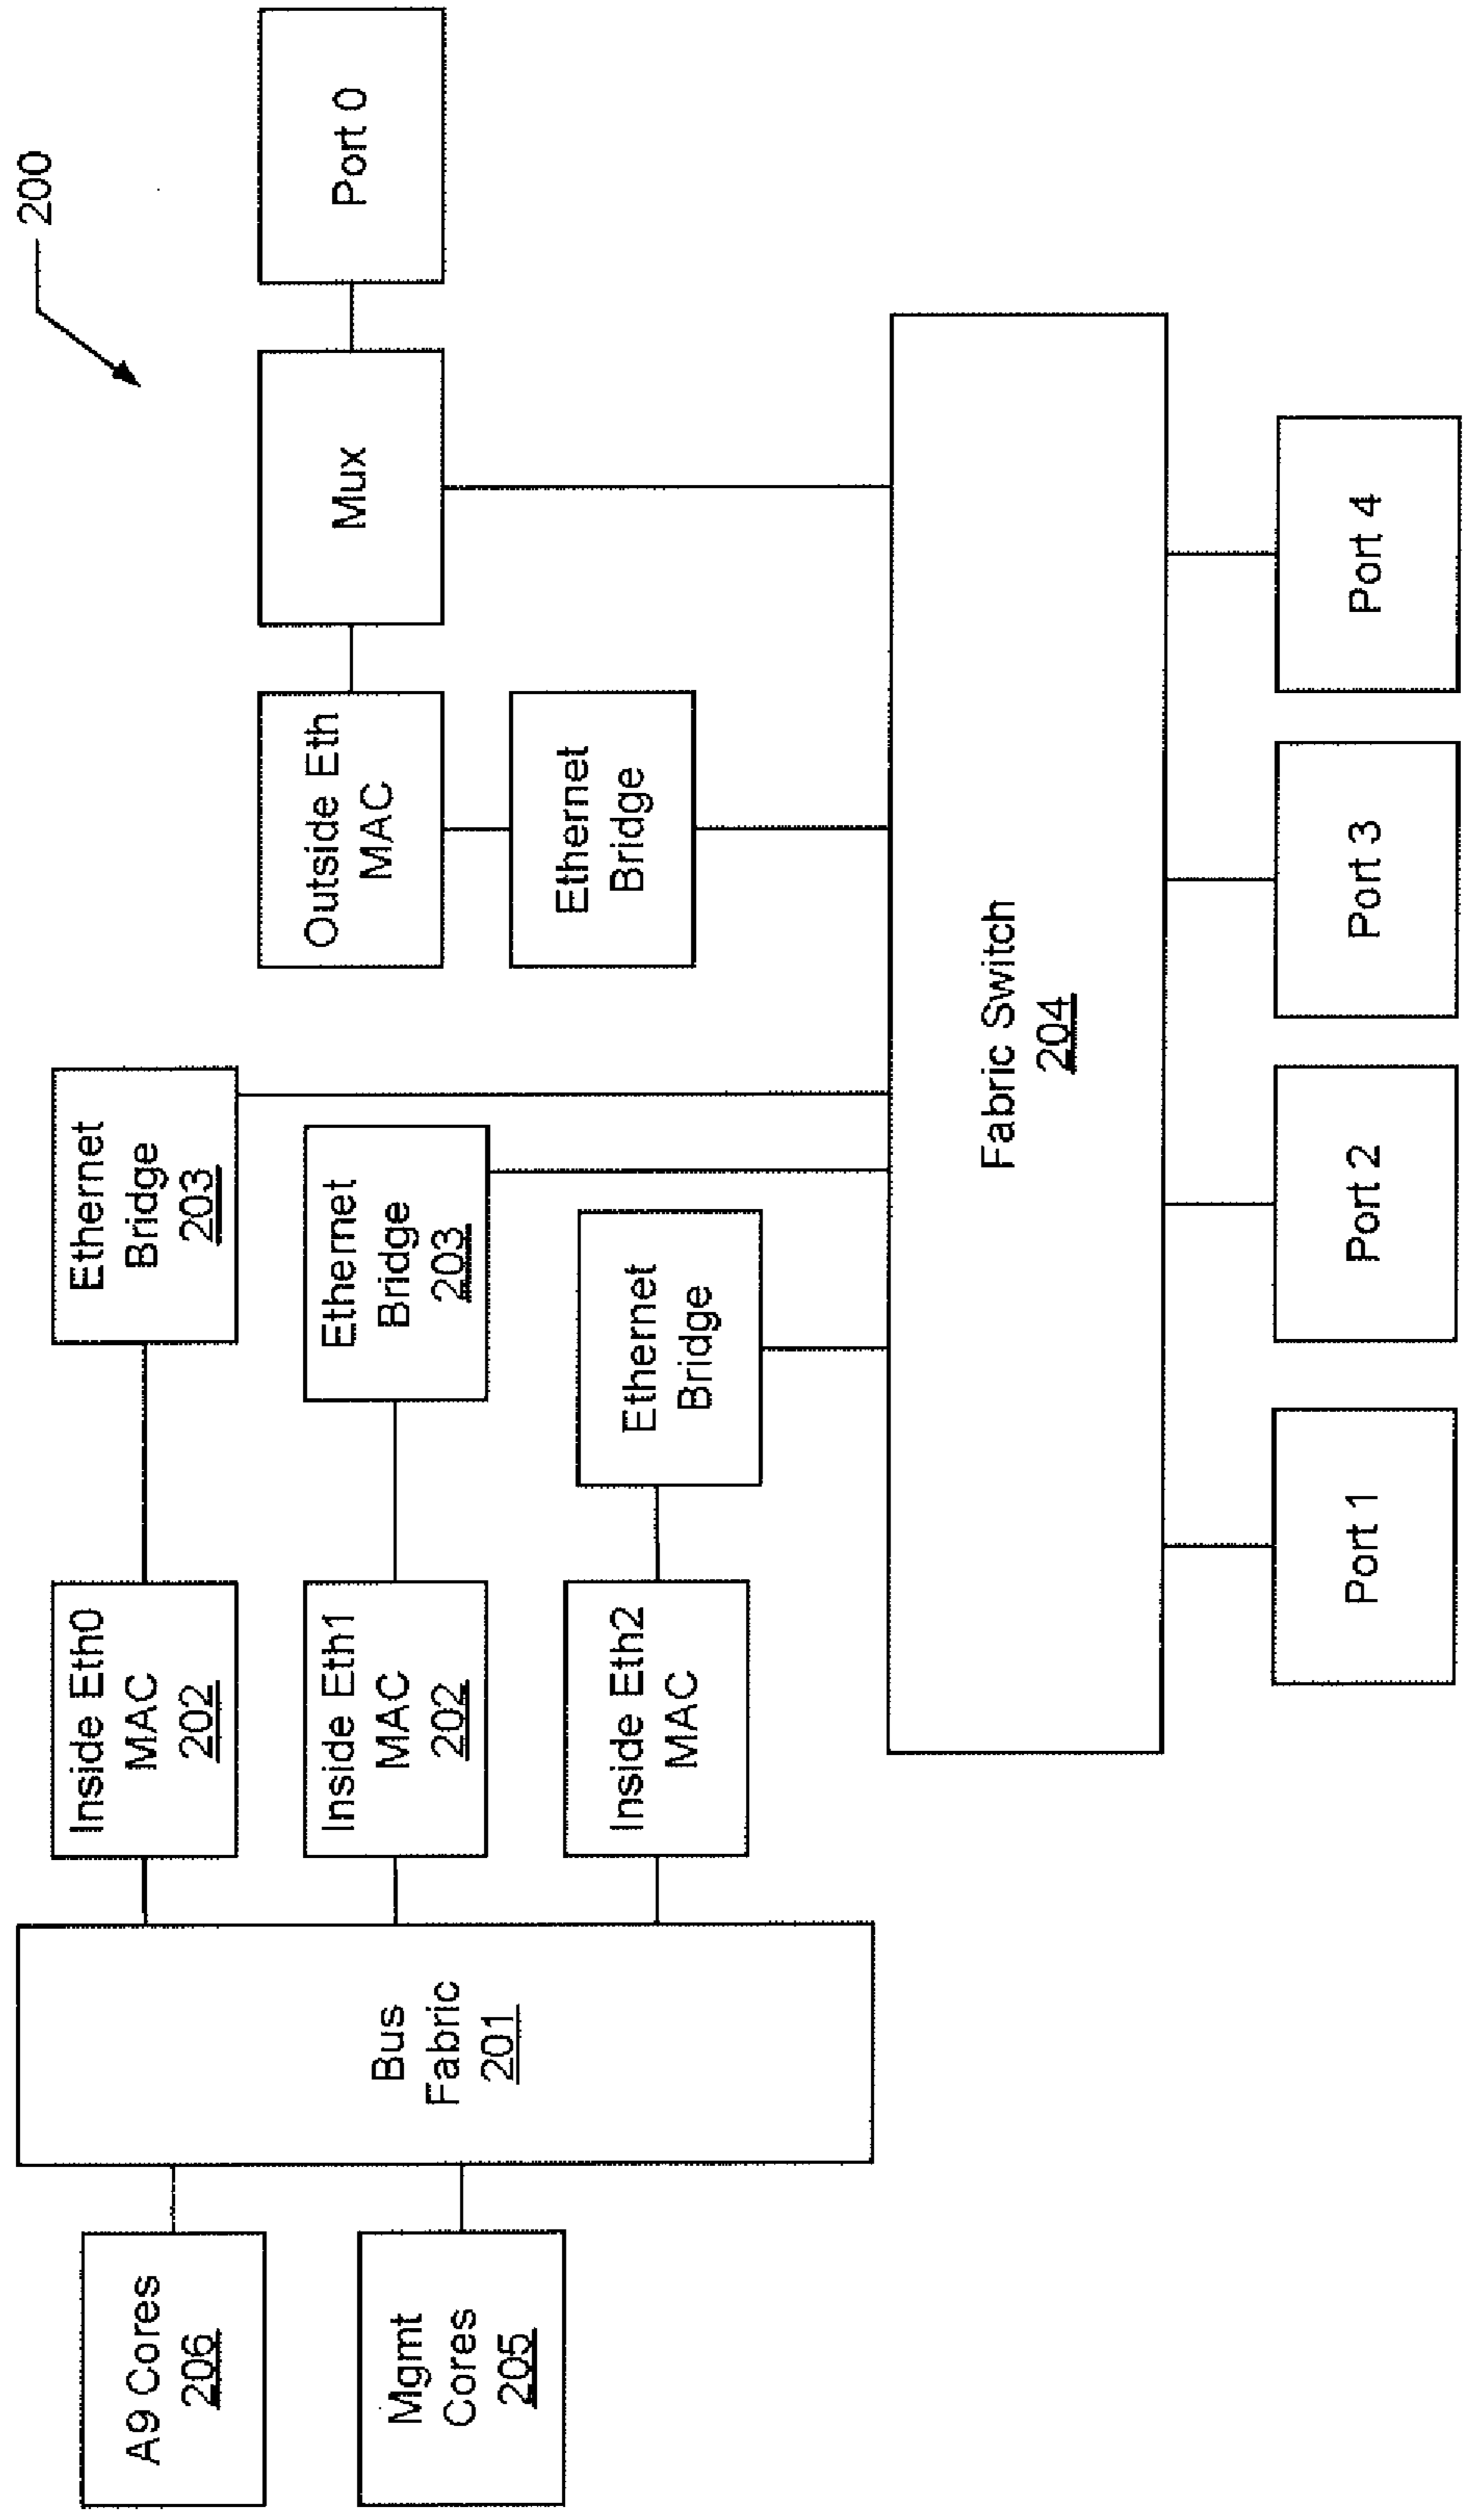 200
A9 Cores
206
Mgmt
Cores
205
Bus
Fabric
201
Inside Eth0
MAC
202
Inside Eth1
MAC
202
Inside Eth2
MAC
Ethernet
Bridge
203
Ethernet
Bridge
203
Ethernet
Bridge
Outside Eth
MAC
Ethernet
Bridge
Mux
Port 0
Fabric Switch
204
Port 1
Port 2
Port 3
Port 4